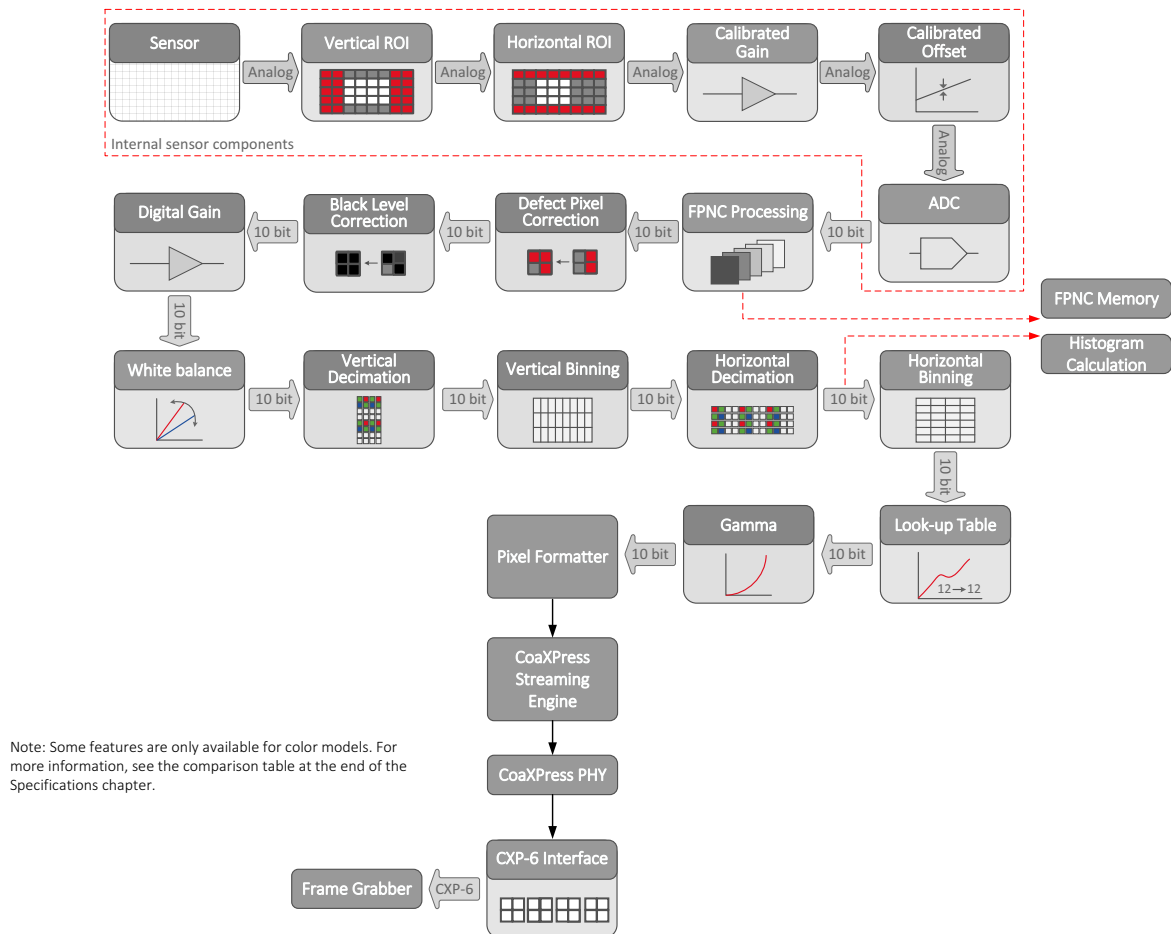 Sensor
Analog
Vertical ROI
Analog
Horizontal ROI
Analog
Calibrated
Gain
Analog
Calibrated
Offset
Internal sensor components
Analog
ADC
10 bit
FPNC Processing
10 bit
Defect Pixel
Correction
10 bit
Black Level
Correction
10 bit
Digital Gain
10 bit
FPNC Memory
Histogram
Calculation
White balance
10 bit
Vertical
Decimation
10 bit
Vertical Binning
10 bit
Horizontal
Decimation
10 bit
Horizontal
Binning
10 bit
Look-up Table
12→12
10 bit
Gamma
10 bit
Pixel Formatter
CoaXPress
Streaming
Engine
Note: Some features are only available for color models. For
more information, see the comparison table at the end of the
Specifications chapter.
CoaXPress PHY
CXP-6 Interface
CXP-6
Frame Grabber